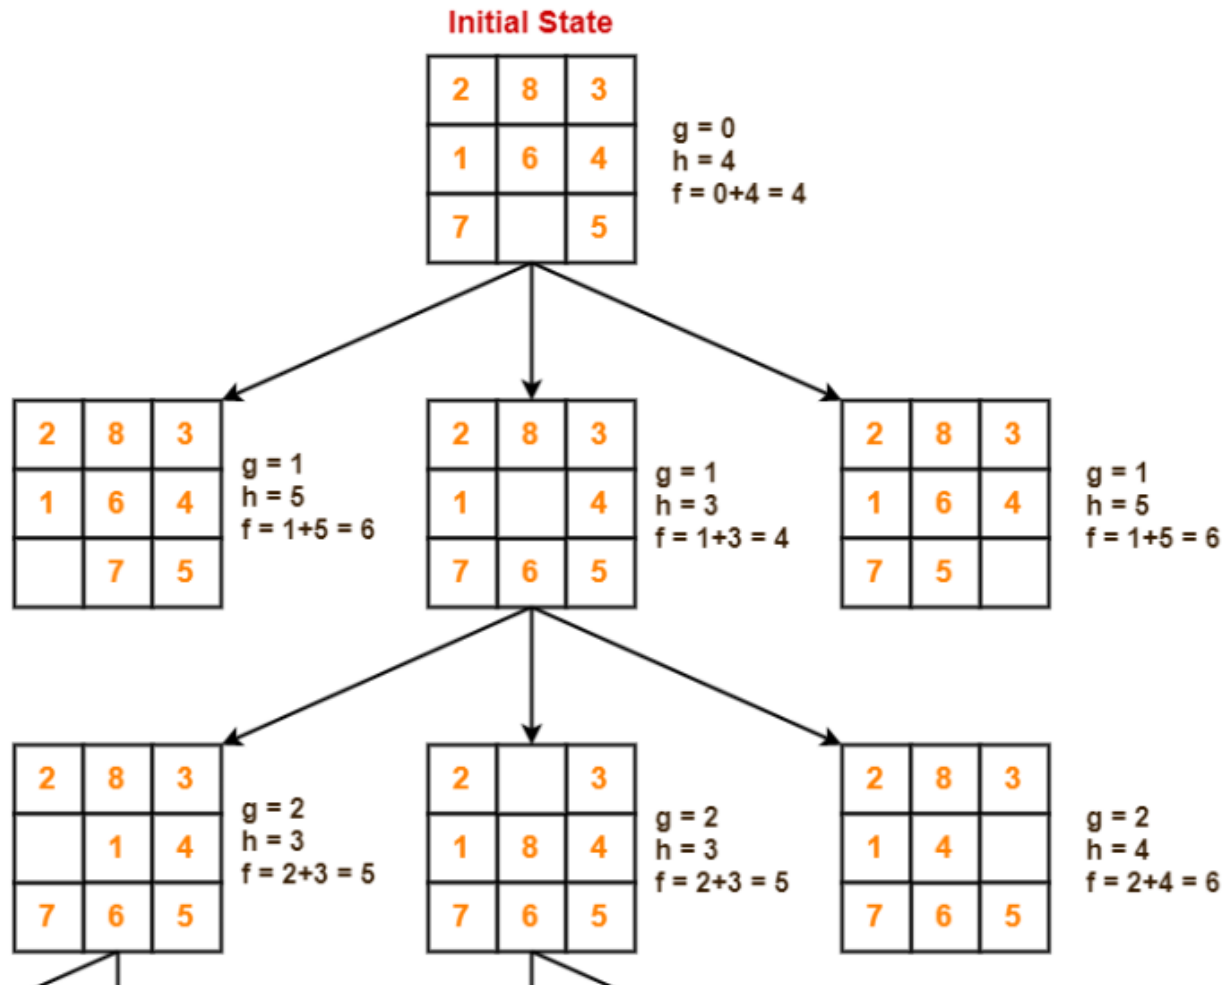 Initial State
2 8 3
1 6 4
7 5
g = 0
h = 4
f = 0+4 = 4
2 8 3
1 6 4
7 5
g = 1
h = 5
f = 1+5 = 6
2 8 3
1 4
7 6 5
g = 1
h = 3
f = 1+3 = 4
2 8 3
1 6 4
7 5
g = 1
h = 5
f = 1+5 = 6
2 8 3
1 4
7 6 5
g = 2
h = 3
f = 2+3 = 5
2 3
1 8 4
7 6 5
g = 2
h = 3
f = 2+3 = 5
2 8 3
1 4
7 6 5
g = 2
h = 4
f = 2+4 = 6